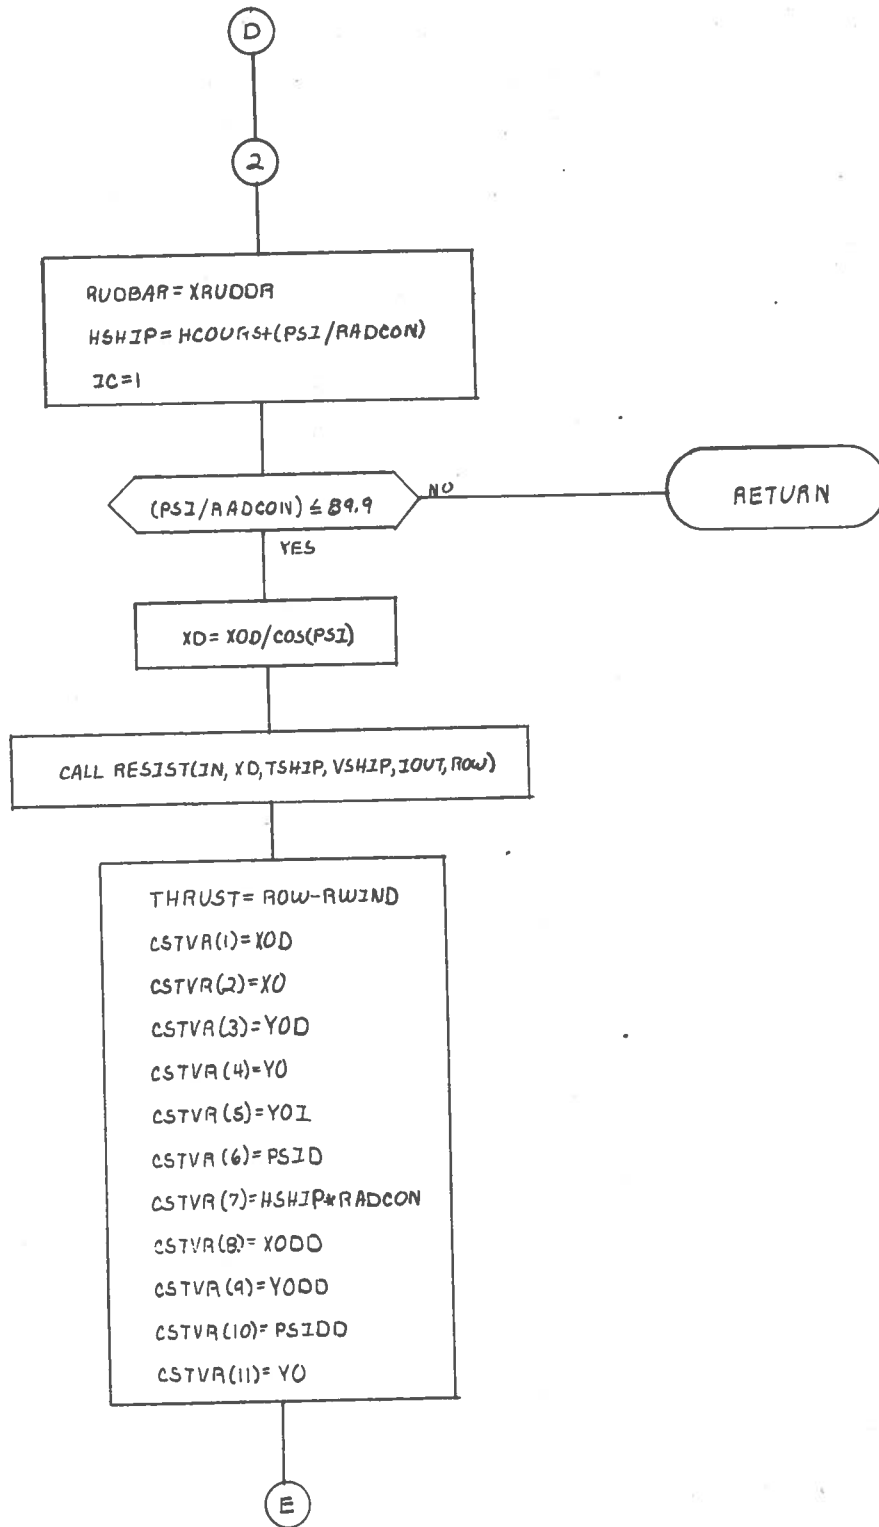 D
2
RUDBAR=XRUDDR
HSHIP=HCOURS+(PSI/RADCON)
IC=1
(PSI/RADCON)≤89.9
NO
RETURN
YES
XD=XOD/COS(PSI)
CALL RESIST(IN,XD,TSHIP,VSHIP,IOUT,ROW)
THRUST=ROW-RWIND
CSTVR(1)=XOD
CSTVR(2)=XO
CSTVR(3)=YOD
CSTVR(4)=YO
CSTVR(5)=YOI
CSTVR(6)=PSID
CSTVR(7)=HSHIP*RADCON
CSTVR(8)=XODD
CSTVR(9)=YODD
CSTVR(10)=PSIDD
CSTVR(11)=YO
E